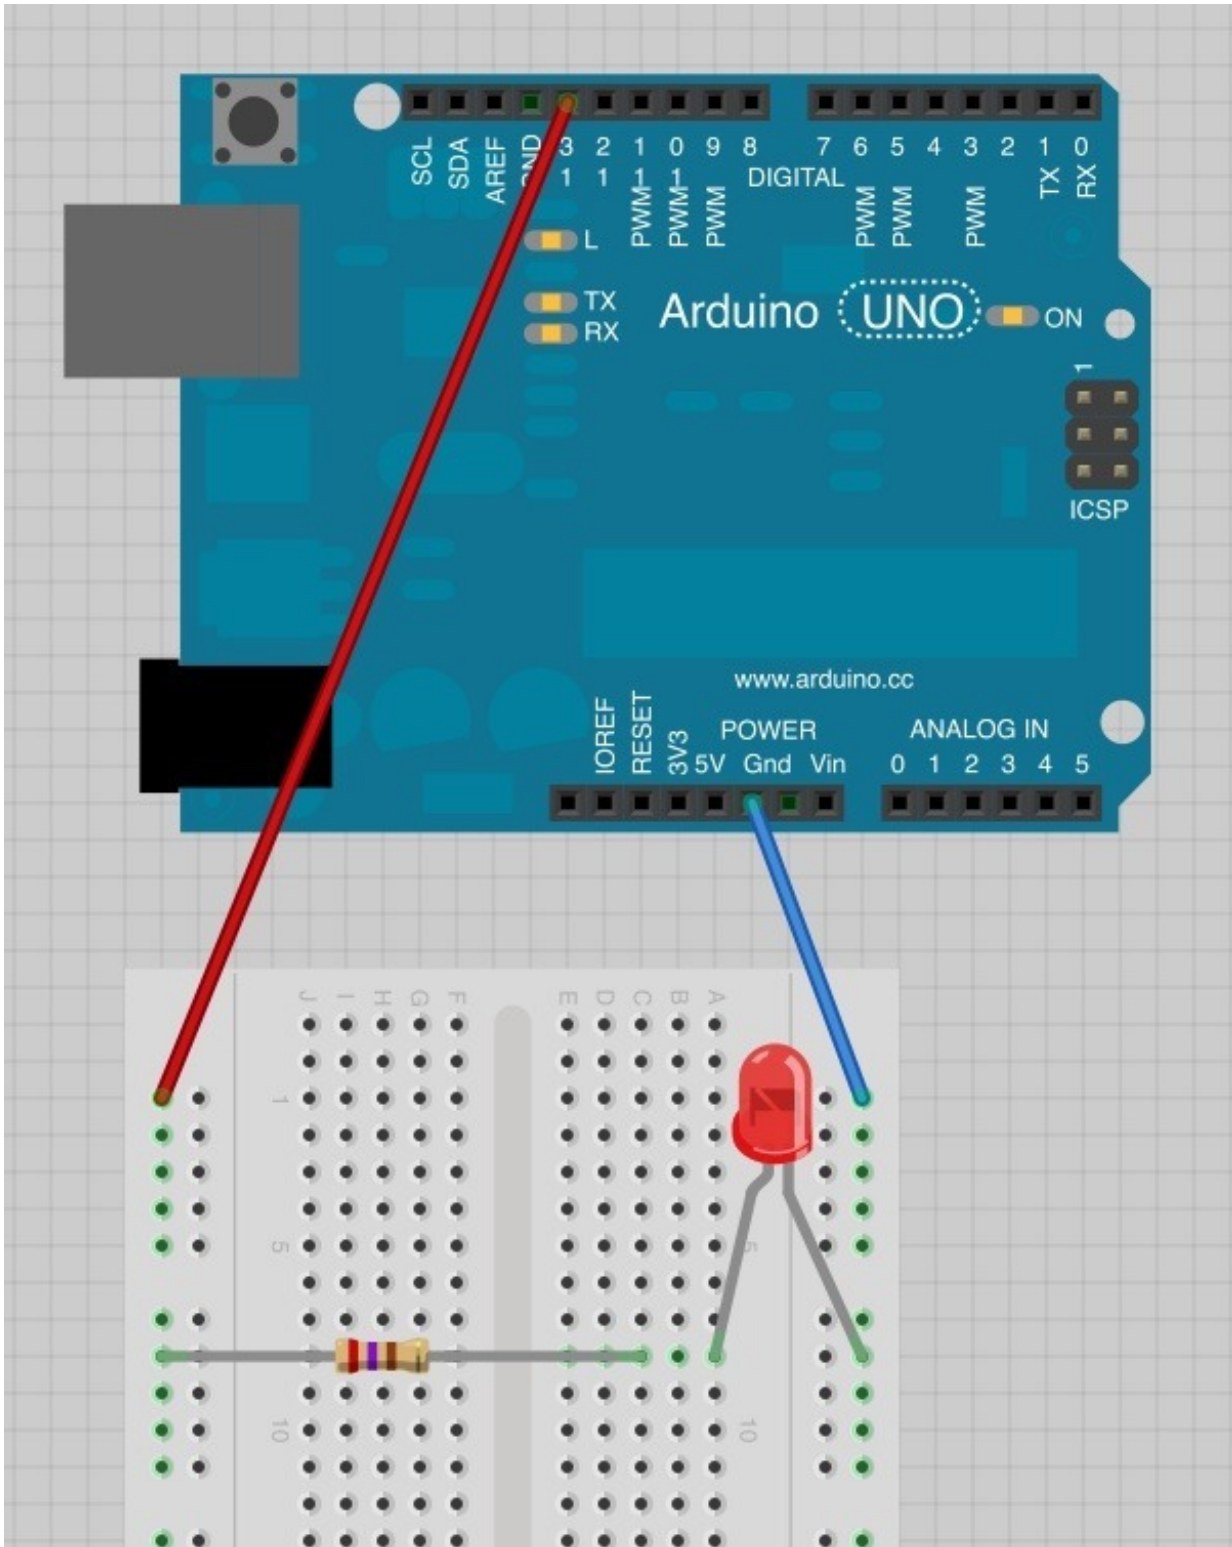 SCL SDA AREF GND 13 12 11 10 9 8 7 6 5 4 3 2 1 0
PWM PWM PWM PWM PWM PWM TX RX
DIGITAL
L
TX
RX
Arduino UNO ON
1
ICSP
www.arduino.cc
IOREF RESET 3V3 5V Gnd Vin
POWER
ANALOG IN
0 1 2 3 4 5
J I H G F E D C B A
1
5 5
10 10